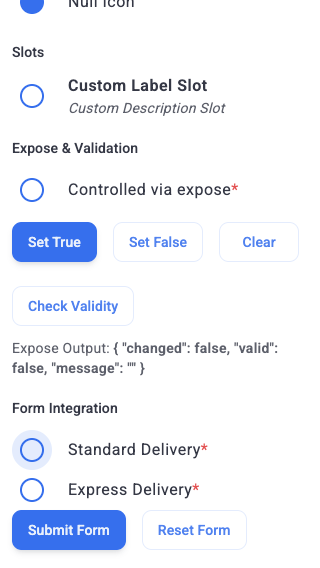 Null Icon
Slots
Custom Label Slot
Custom Description Slot
Expose & Validation
Controlled via expose*
Set True Set False Clear
Check Validity
Expose Output: { "changed": false, "valid":
false, "message": "" }
Form Integration
Standard Delivery*
Express Delivery*
Submit Form Reset Form